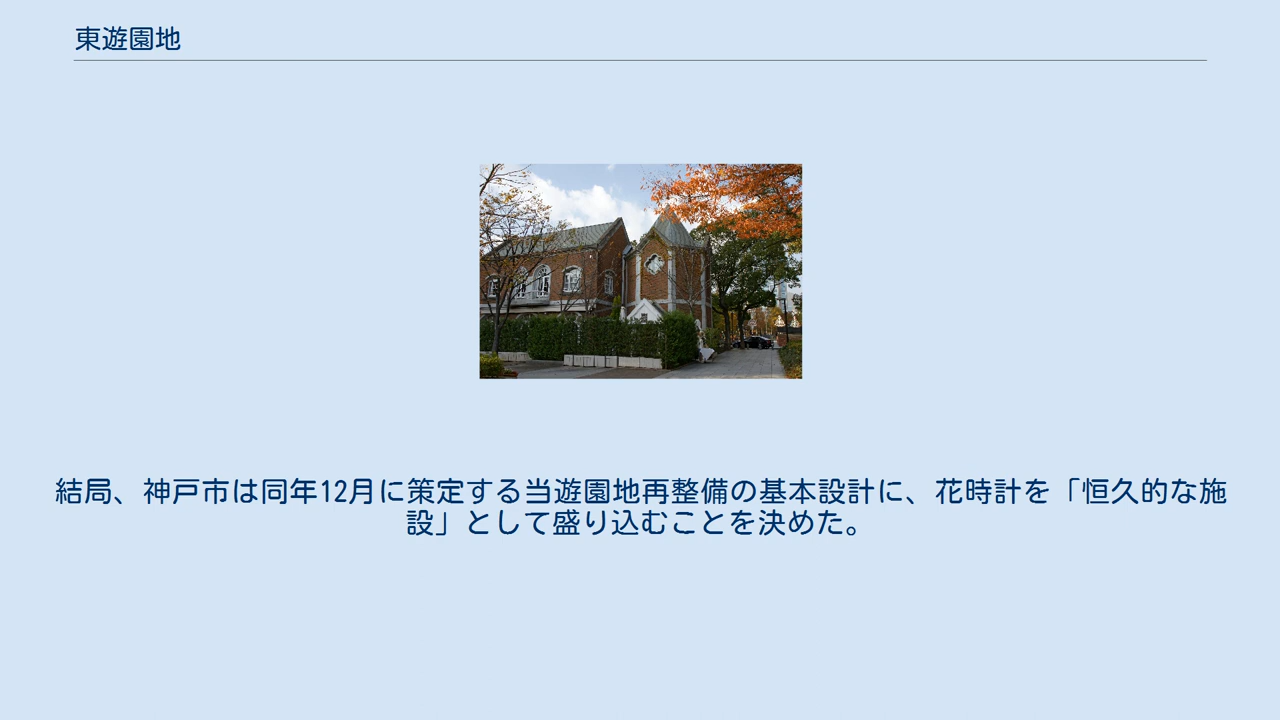 東遊園地
結局、神戸市は同年12月に策定する当遊園地再整備の基本設計に、花時計を「恒久的な施
設」として盛り込むことを決めた。